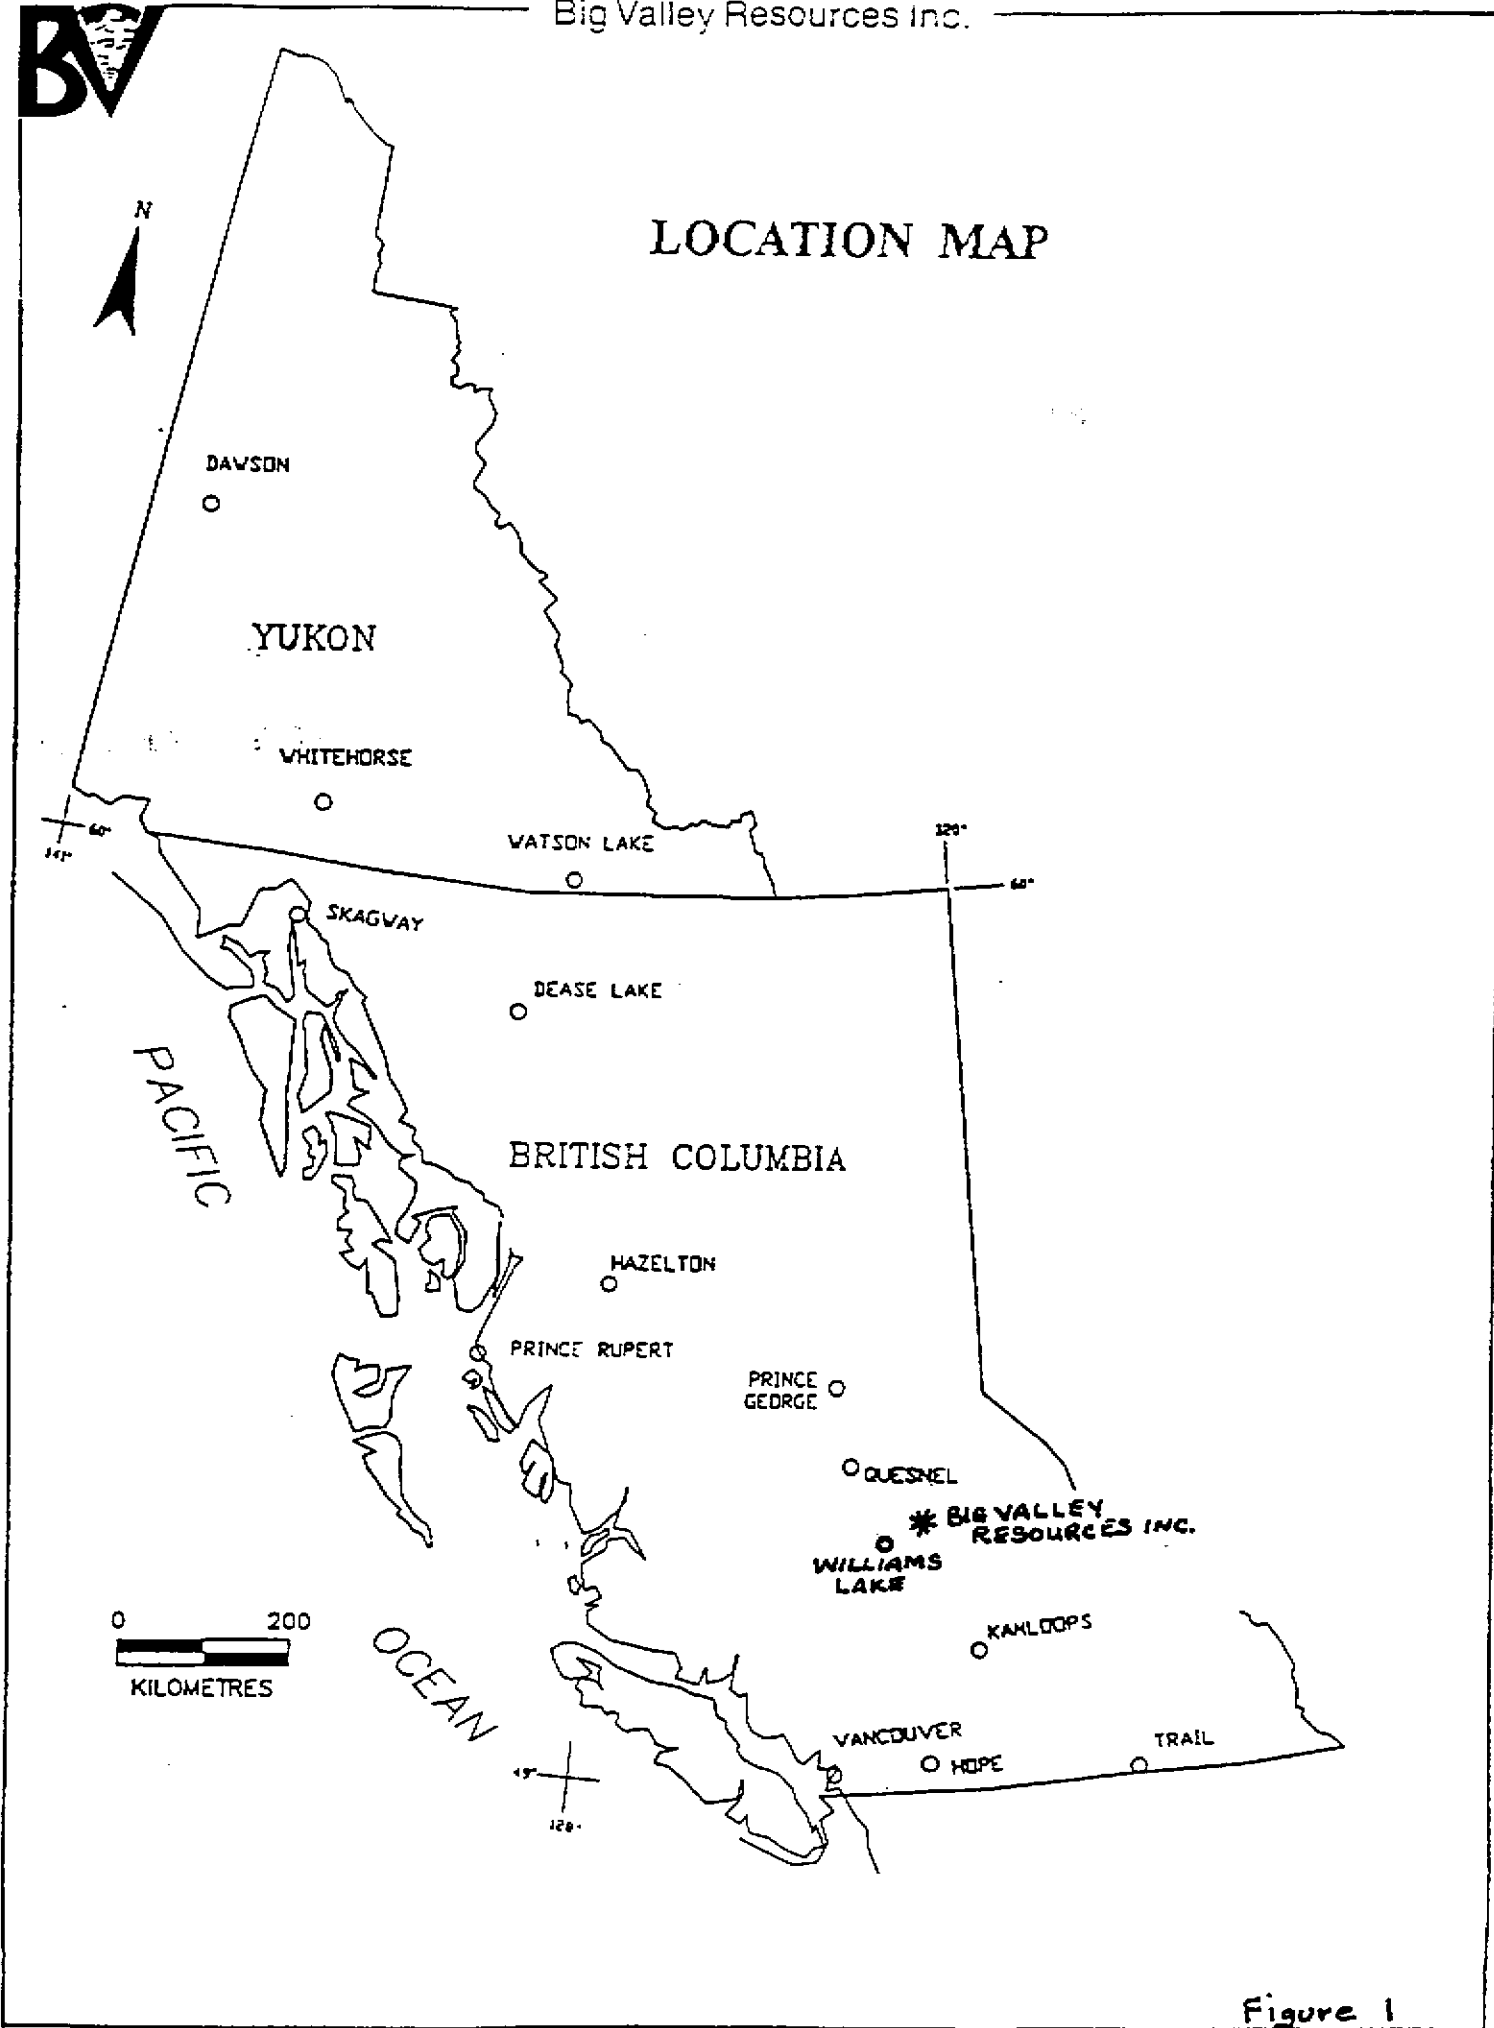 Big Valley Resources Inc.
BV
N
LOCATION MAP
DAWSON
YUKON
WHITEHORSE
WATSON LAKE
60°
141°
120°
60°
SKAGWAY
DEASE LAKE
PACIFIC
BRITISH COLUMBIA
HAZELTON
PRINCE RUPERT
PRINCE
GEORGE
QUESNEL
BIG VALLEY
RESOURCES INC.
WILLIAMS
LAKE
0 200
KILOMETRES
OCEAN
KAMLOOPS
VANCOUVER
HOPE
TRAIL
49°
128°
Figure 1